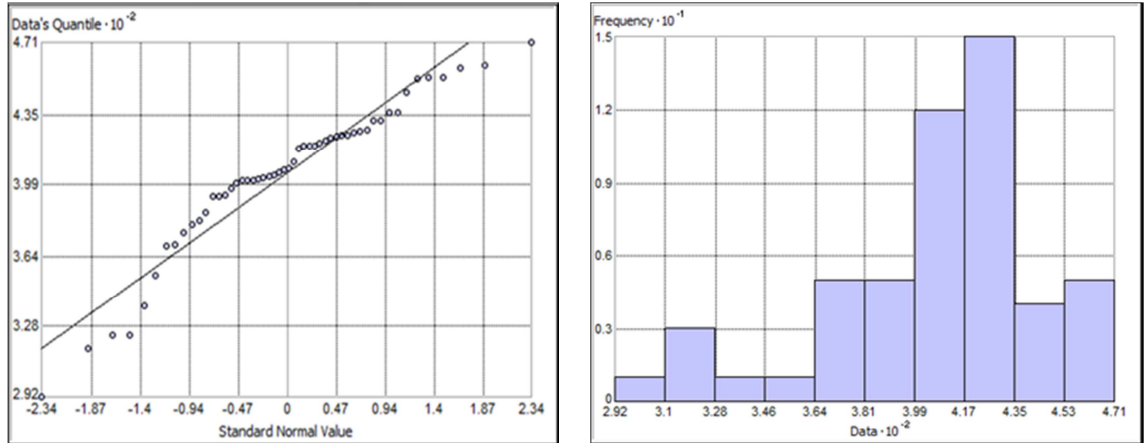 Data's Quantile · 10⁻²
4.71
4.35
3.99
3.64
3.28
2.92
-2.34 -1.87 -1.4 -0.94 -0.47 0 0.47 0.94 1.4 1.87 2.34
Standard Normal Value
Frequency · 10⁻¹
1.5
1.2
0.9
0.6
0.3
0
2.92 3.1 3.28 3.46 3.64 3.81 3.99 4.17 4.35 4.53 4.71
Data · 10⁻²